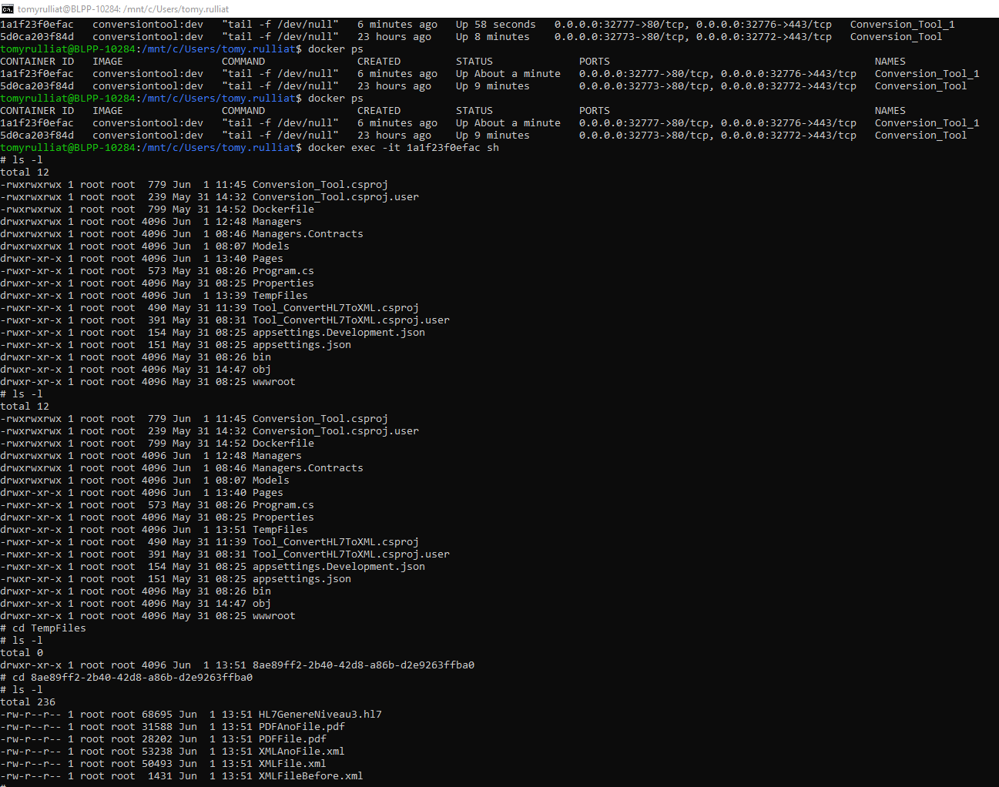 tomyrulliat@BLPP-10284: /mnt/c/Users/tomy.rulliat
1a1f23f0efac   conversiontool:dev   "tail -f /dev/null"   6 minutes ago   Up 58 seconds   0.0.0.0:32777->80/tcp, 0.0.0.0:32776->443/tcp   Conversion_Tool_1
5d0ca203f84d   conversiontool:dev   "tail -f /dev/null"   23 hours ago    Up 8 minutes    0.0.0.0:32773->80/tcp, 0.0.0.0:32772->443/tcp   Conversion_Tool
tomyrulliat@BLPP-10284:/mnt/c/Users/tomy.rulliat$ docker ps
CONTAINER ID   IMAGE                COMMAND               CREATED         STATUS              PORTS                                           NAMES
1a1f23f0efac   conversiontool:dev   "tail -f /dev/null"   6 minutes ago   Up About a minute   0.0.0.0:32777->80/tcp, 0.0.0.0:32776->443/tcp   Conversion_Tool_1
5d0ca203f84d   conversiontool:dev   "tail -f /dev/null"   23 hours ago    Up 9 minutes        0.0.0.0:32773->80/tcp, 0.0.0.0:32772->443/tcp   Conversion_Tool
tomyrulliat@BLPP-10284:/mnt/c/Users/tomy.rulliat$ docker ps
CONTAINER ID   IMAGE                COMMAND               CREATED         STATUS              PORTS                                           NAMES
1a1f23f0efac   conversiontool:dev   "tail -f /dev/null"   6 minutes ago   Up About a minute   0.0.0.0:32777->80/tcp, 0.0.0.0:32776->443/tcp   Conversion_Tool_1
5d0ca203f84d   conversiontool:dev   "tail -f /dev/null"   23 hours ago    Up 9 minutes        0.0.0.0:32773->80/tcp, 0.0.0.0:32772->443/tcp   Conversion_Tool
tomyrulliat@BLPP-10284:/mnt/c/Users/tomy.rulliat$ docker exec -it 1a1f23f0efac sh
# ls -l
total 12
-rwxrwxrwx 1 root root  779 Jun  1 11:45 Conversion_Tool.csproj
-rwxrwxrwx 1 root root  239 May 31 14:32 Conversion_Tool.csproj.user
-rwxrwxrwx 1 root root  799 May 31 14:52 Dockerfile
drwxrwxrwx 1 root root 4096 Jun  1 12:48 Managers
drwxrwxrwx 1 root root 4096 Jun  1 08:46 Managers.Contracts
drwxrwxrwx 1 root root 4096 Jun  1 08:07 Models
drwxr-xr-x 1 root root 4096 Jun  1 13:40 Pages
-rwxr-xr-x 1 root root  573 May 31 08:26 Program.cs
drwxr-xr-x 1 root root 4096 May 31 08:25 Properties
drwxr-xr-x 1 root root 4096 Jun  1 13:39 TempFiles
-rwxr-xr-x 1 root root  490 May 31 11:39 Tool_ConvertHL7ToXML.csproj
-rwxr-xr-x 1 root root  391 May 31 08:31 Tool_ConvertHL7ToXML.csproj.user
-rwxr-xr-x 1 root root  154 May 31 08:25 appsettings.Development.json
-rwxr-xr-x 1 root root  151 May 31 08:25 appsettings.json
drwxr-xr-x 1 root root 4096 May 31 08:26 bin
drwxr-xr-x 1 root root 4096 May 31 14:47 obj
drwxr-xr-x 1 root root 4096 May 31 08:25 wwwroot
# ls -l
total 12
-rwxrwxrwx 1 root root  779 Jun  1 11:45 Conversion_Tool.csproj
-rwxrwxrwx 1 root root  239 May 31 14:32 Conversion_Tool.csproj.user
-rwxrwxrwx 1 root root  799 May 31 14:52 Dockerfile
drwxrwxrwx 1 root root 4096 Jun  1 12:48 Managers
drwxrwxrwx 1 root root 4096 Jun  1 08:46 Managers.Contracts
drwxrwxrwx 1 root root 4096 Jun  1 08:07 Models
drwxr-xr-x 1 root root 4096 Jun  1 13:40 Pages
-rwxr-xr-x 1 root root  573 May 31 08:26 Program.cs
drwxr-xr-x 1 root root 4096 May 31 08:25 Properties
drwxr-xr-x 1 root root 4096 Jun  1 13:51 TempFiles
-rwxr-xr-x 1 root root  490 May 31 11:39 Tool_ConvertHL7ToXML.csproj
-rwxr-xr-x 1 root root  391 May 31 08:31 Tool_ConvertHL7ToXML.csproj.user
-rwxr-xr-x 1 root root  154 May 31 08:25 appsettings.Development.json
-rwxr-xr-x 1 root root  151 May 31 08:25 appsettings.json
drwxr-xr-x 1 root root 4096 May 31 08:26 bin
drwxr-xr-x 1 root root 4096 May 31 14:47 obj
drwxr-xr-x 1 root root 4096 May 31 08:25 wwwroot
# cd TempFiles
# ls -l
total 0
drwxr-xr-x 1 root root 4096 Jun  1 13:51 8ae89ff2-2b40-42d8-a86b-d2e9263ffba0
# cd 8ae89ff2-2b40-42d8-a86b-d2e9263ffba0
# ls -l
total 236
-rw-r--r-- 1 root root 68695 Jun  1 13:51 HL7GenereNiveau3.hl7
-rw-r--r-- 1 root root 31588 Jun  1 13:51 PDFAnoFile.pdf
-rw-r--r-- 1 root root 28202 Jun  1 13:51 PDFFile.pdf
-rw-r--r-- 1 root root 53238 Jun  1 13:51 XMLAnoFile.xml
-rw-r--r-- 1 root root 50493 Jun  1 13:51 XMLFile.xml
-rw-r--r-- 1 root root  1431 Jun  1 13:51 XMLFileBefore.xml
#